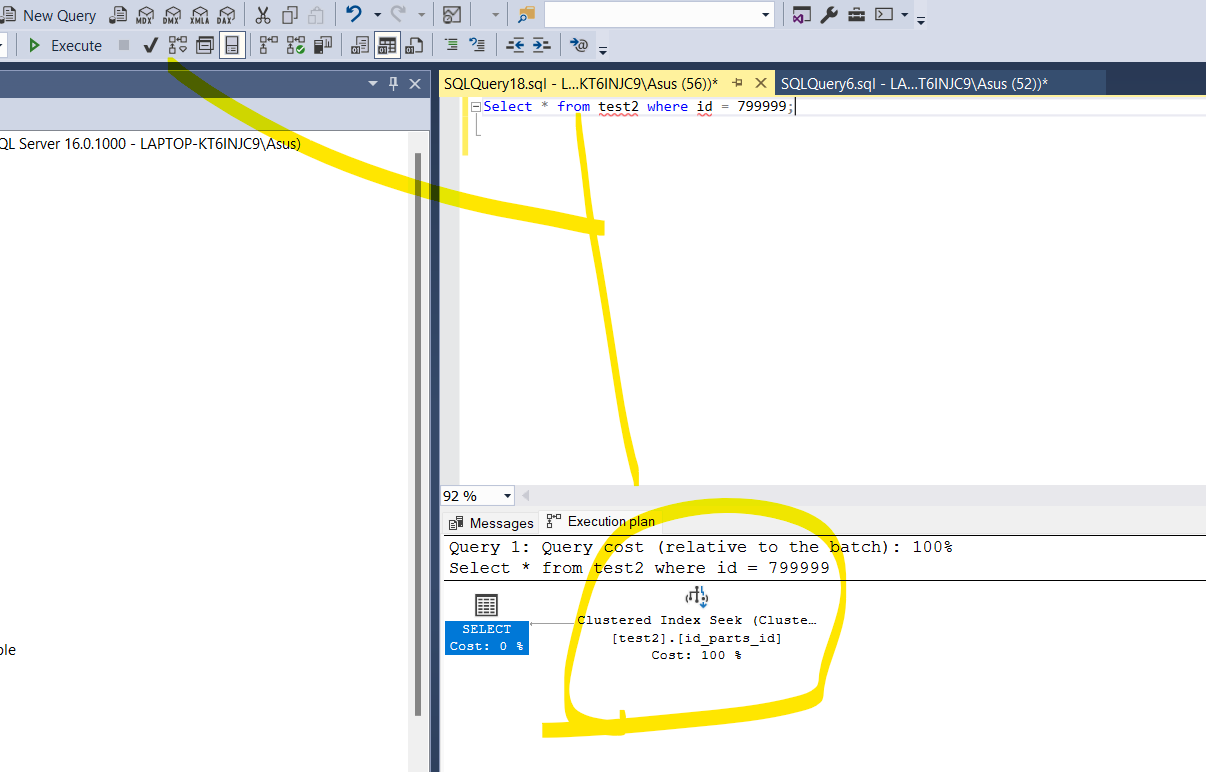 New Query MDX DMX XMLA DAX
Execute
SQLQuery18.sql - L...KT6INJC9\Asus (56))* SQLQuery6.sql - LA...T6INJC9\Asus (52))*
Select * from test2 where id = 799999;
QL Server 16.0.1000 - LAPTOP-KT6INJC9\Asus)
92 %
Messages Execution plan
Query 1: Query cost (relative to the batch): 100%
Select * from test2 where id = 799999
SELECT
Cost: 0 %
Clustered Index Seek (Cluste…
[test2].[id_parts_id]
Cost: 100 %
ole